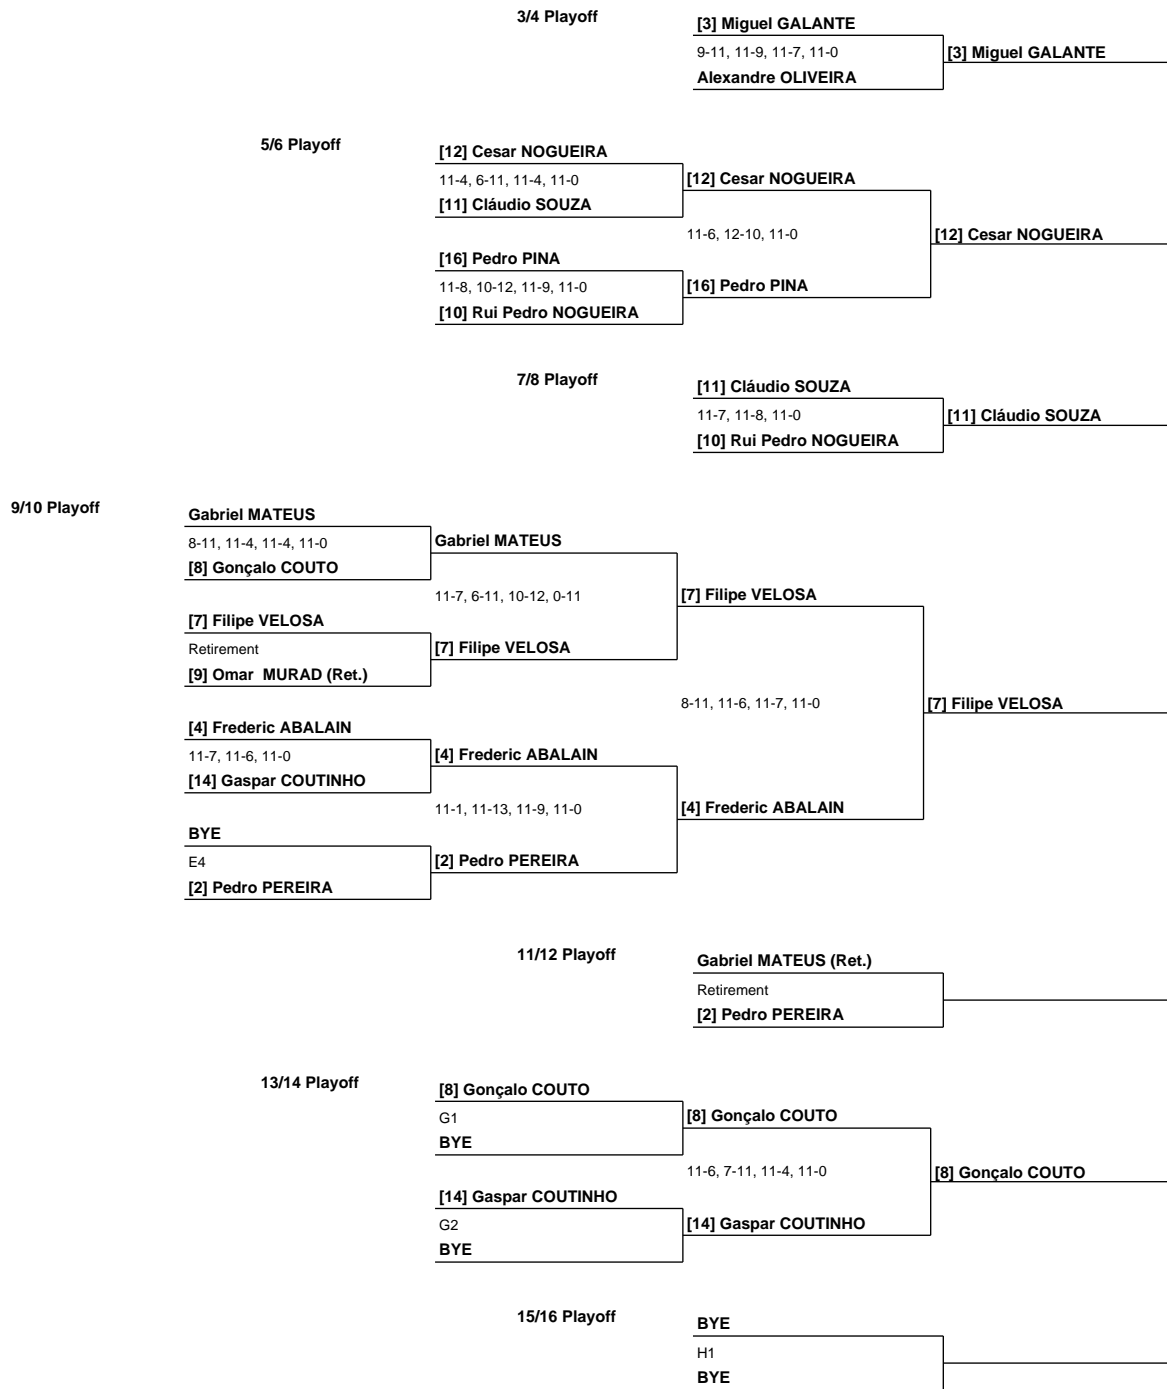 3/4 Playoff
[3] Miguel GALANTE
9-11, 11-9, 11-7, 11-0
[3] Miguel GALANTE
Alexandre OLIVEIRA
5/6 Playoff
[12] Cesar NOGUEIRA
11-4, 6-11, 11-4, 11-0
[12] Cesar NOGUEIRA
[11] Cláudio SOUZA
11-6, 12-10, 11-0
[12] Cesar NOGUEIRA
[16] Pedro PINA
11-8, 10-12, 11-9, 11-0
[16] Pedro PINA
[10] Rui Pedro NOGUEIRA
7/8 Playoff
[11] Cláudio SOUZA
11-7, 11-8, 11-0
[11] Cláudio SOUZA
[10] Rui Pedro NOGUEIRA
9/10 Playoff
Gabriel MATEUS
8-11, 11-4, 11-4, 11-0
Gabriel MATEUS
[8] Gonçalo COUTO
11-7, 6-11, 10-12, 0-11
[7] Filipe VELOSA
[7] Filipe VELOSA
Retirement
[7] Filipe VELOSA
[9] Omar  MURAD (Ret.)
8-11, 11-6, 11-7, 11-0
[7] Filipe VELOSA
[4] Frederic ABALAIN
11-7, 11-6, 11-0
[4] Frederic ABALAIN
[14] Gaspar COUTINHO
11-1, 11-13, 11-9, 11-0
[4] Frederic ABALAIN
BYE
E4
[2] Pedro PEREIRA
[2] Pedro PEREIRA
11/12 Playoff
Gabriel MATEUS (Ret.)
Retirement
[2] Pedro PEREIRA
13/14 Playoff
[8] Gonçalo COUTO
G1
[8] Gonçalo COUTO
BYE
11-6, 7-11, 11-4, 11-0
[8] Gonçalo COUTO
[14] Gaspar COUTINHO
G2
[14] Gaspar COUTINHO
BYE
15/16 Playoff
BYE
H1
BYE